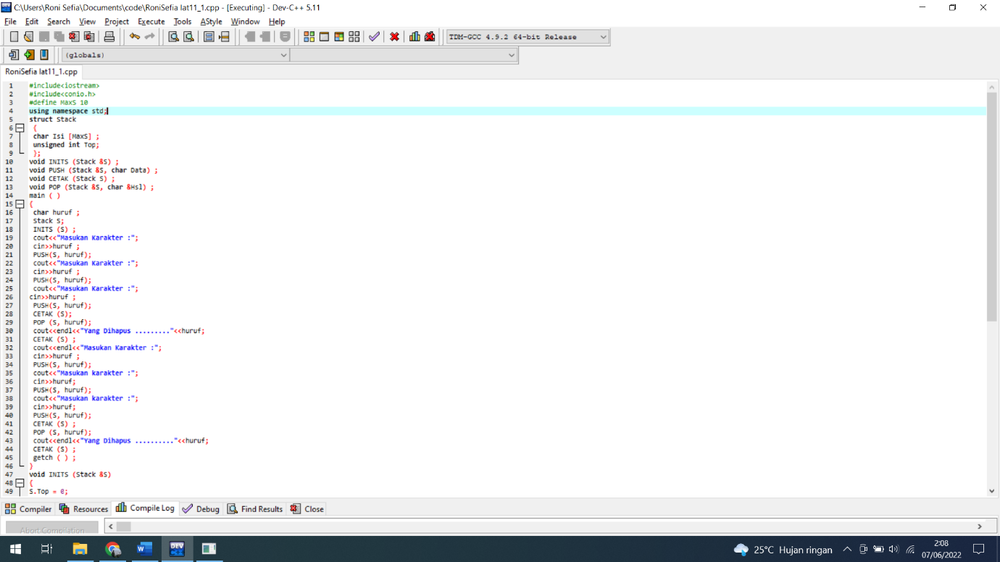 C:\Users\Roni Sefia\Documents\code\RoniSefia lat11_1.cpp - [Executing] - Dev-C++ 5.11
File Edit Search View Project Execute Tools AStyle Window Help
TDM-GCC 4.9.2 64-bit Release
(globals)
RoniSefia lat11_1.cpp
1 #include<iostream>
2 #include<conio.h>
3 #define MaxS 10
4 using namespace std;
5 struct Stack
6 {
7 char Isi [MaxS] ;
8 unsigned int Top;
9 };
10 void INITS (Stack &S) ;
11 void PUSH (Stack &S, char Data) ;
12 void CETAK (Stack S) ;
13 void POP (Stack &S, char &Hsl) ;
14 main ( )
15 {
16 char huruf ;
17 Stack S;
18 INITS (S) ;
19 cout<<"Masukan Karakter :";
20 cin>>huruf ;
21 PUSH(S, huruf);
22 cout<<"Masukan Karakter :";
23 cin>>huruf ;
24 PUSH(S, huruf);
25 cout<<"Masukan Karakter :";
26 cin>>huruf ;
27 PUSH(S, huruf);
28 CETAK (S);
29 POP (S, huruf);
30 cout<<endl<<"Yang Dihapus ........."<<huruf;
31 CETAK (S) ;
32 cout<<endl<<"Masukan Karakter :";
33 cin>>huruf ;
34 PUSH(S, huruf);
35 cout<<"Masukan karakter :";
36 cin>>huruf;
37 PUSH(S, huruf);
38 cout<<"Masukan karakter :";
39 cin>>huruf;
40 PUSH(S, huruf);
41 CETAK (S) ;
42 POP (S, huruf);
43 cout<<endl<<"Yang Dihapus .........."<<huruf;
44 CETAK (S) ;
45 getch ( ) ;
46 }
47 void INITS (Stack &S)
48 {
49 S.Top = 0;
Compiler Resources Compile Log Debug Find Results Close
Abort Compilation
DEV
25°C Hujan ringan
2:08
07/06/2022